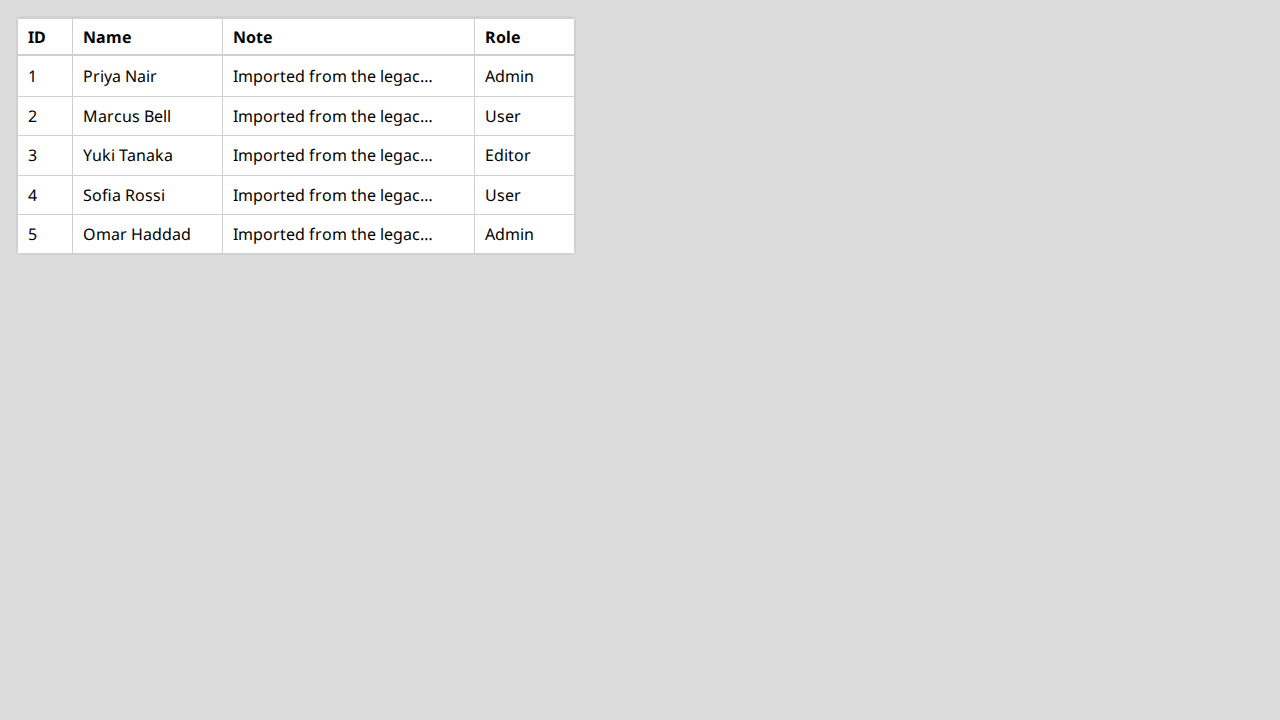 ID Name Note Role
1 Priya Nair Imported from the legac... Admin
2 Marcus Bell Imported from the legac... User
3 Yuki Tanaka Imported from the legac... Editor
4 Sofia Rossi Imported from the legac... User
5 Omar Haddad Imported from the legac... Admin